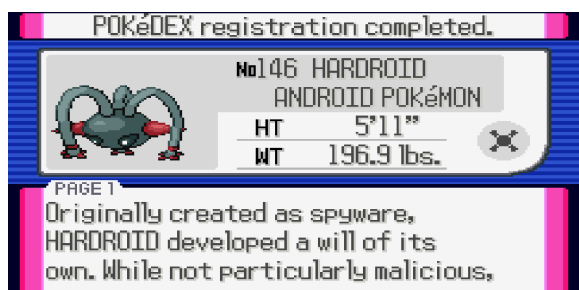 POKéDEX registration completed.
No146 HARDROID
ANDROID POKéMON
HT 5'11"
WT 196.9 lbs.
PAGE 1
Originally created as spyware,
HARDROID developed a will of its
own. While not particularly malicious,